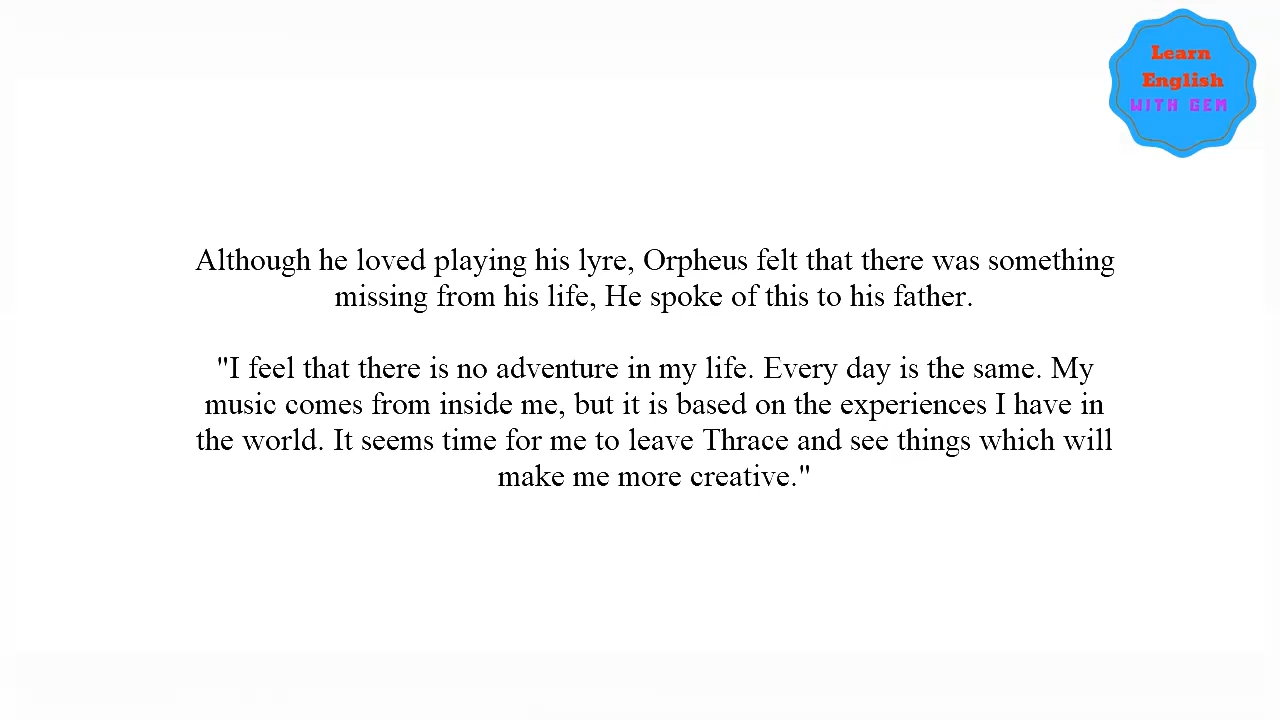 Learn
English
WITH GEM
Although he loved playing his lyre, Orpheus felt that there was something
missing from his life, He spoke of this to his father.
"I feel that there is no adventure in my life. Every day is the same. My
music comes from inside me, but it is based on the experiences I have in
the world. It seems time for me to leave Thrace and see things which will
make me more creative."